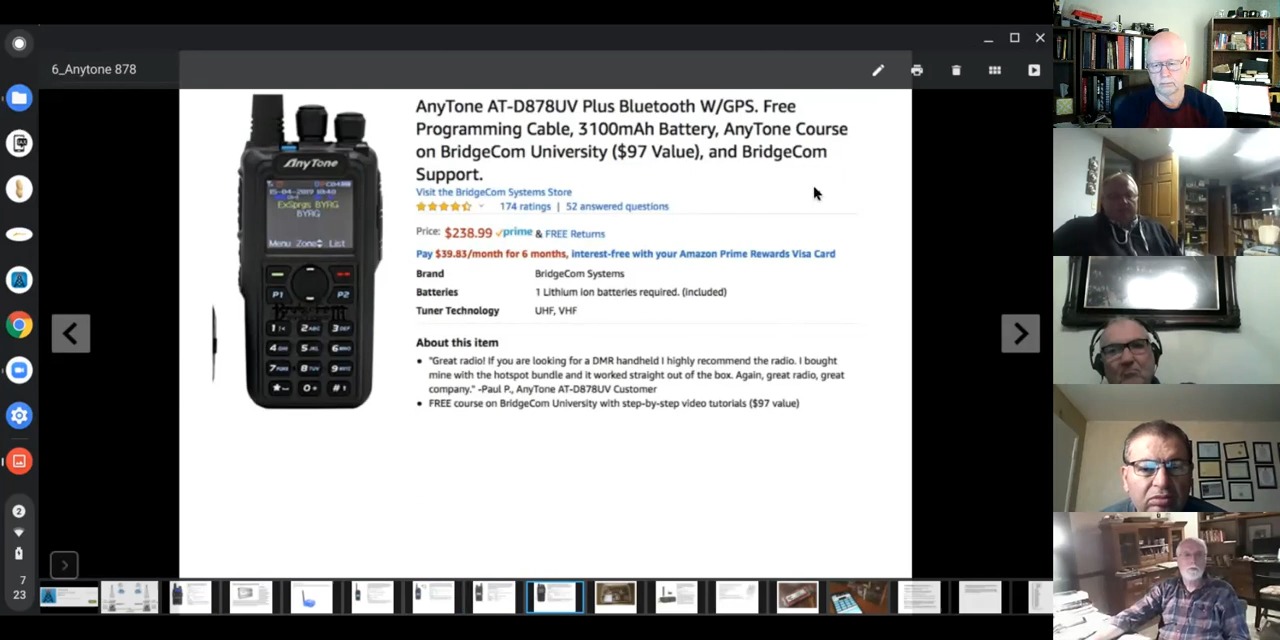 6_Anytone 878
AnyTone AT-D878UV Plus Bluetooth W/GPS. Free
Programming Cable, 3100mAh Battery, AnyTone Course
on BridgeCom University ($97 Value), and BridgeCom
Support.
Visit the BridgeCom Systems Store
174 ratings | 52 answered questions
Price: $238.99 prime & FREE Returns
Pay $39.83/month for 6 months, interest-free with your Amazon Prime Rewards Visa Card
Brand BridgeCom Systems
Batteries 1 Lithium ion batteries required. (included)
Tuner Technology UHF, VHF
About this item
• "Great radio! If you are looking for a DMR handheld I highly recommend the radio. I bought
mine with the hotspot bundle and it worked straight out of the box. Again, great radio, great
company." -Paul P., AnyTone AT-D878UV Customer
• FREE course on BridgeCom University with step-by-step video tutorials ($97 value)
AnyTone
Menu Zone List
P1 P2
2
7
23